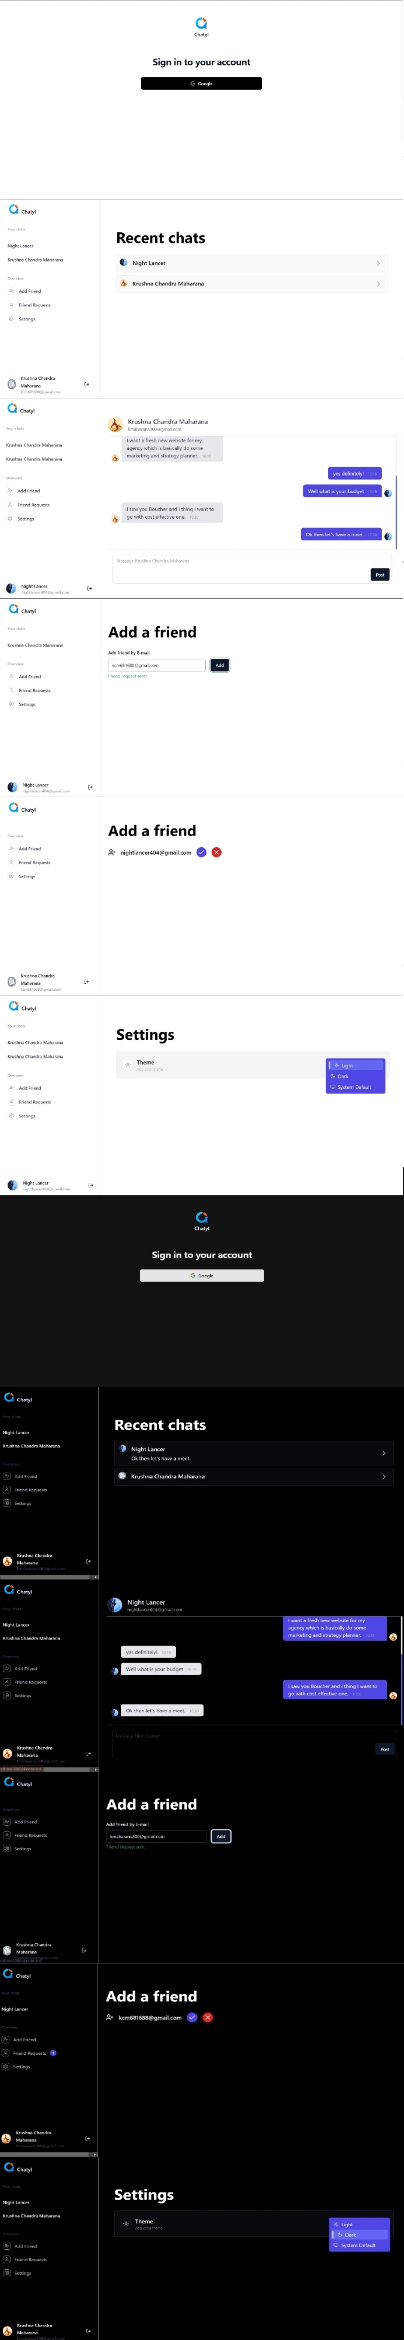 Chatyl
Sign in to your account
Google
Chatyl
Your chats
Night Lancer
Krushna Chandra Maharana
Overview
Add Friend
Friend Requests
Settings
Krushna Chandra
Maharana
Recent chats
Night Lancer
Krushna Chandra Maharana
Chatyl
Your chats
Krushna Chandra Maharana
Krushna Chandra Maharana
Overview
Add Friend
Friend Requests
Settings
Night Lancer
nightlancer404@gmail.com
Krushna Chandra Maharana
I want a fresh new website for my
agency which is basically do some
marketing and strategy planner.
yes definitely!
Well what is your budget
I saw you Boucher and i thing I want to
go with cost effective one.
Ok then let's have a meet.
Message Krushna Chandra Maharana
Post
Chatyl
Your chats
Krushna Chandra Maharana
Overview
Add Friend
Friend Requests
Settings
Night Lancer
nightlancer404@gmail.com
Add a friend
Add friend by E-mail
kcm681688@gmail.com
Add
Friend request sent!
Chatyl
Overview
Add Friend
Friend Requests
Settings
Krushna Chandra
Maharana
kcm681688@gmail.com
Add a friend
nightlancer404@gmail.com
Chatyl
Your chats
Krushna Chandra Maharana
Krushna Chandra Maharana
Overview
Add Friend
Friend Requests
Settings
Night Lancer
nightlancer404@gmail.com
Settings
Theme
Light
Dark
System Default
Chatyl
Sign in to your account
Google
Chatyl
Night Lancer
Krushna Chandra Maharana
Add Friend
Friend Requests
Settings
Krushna Chandra
Maharana
Recent chats
Night Lancer
Ok then let's have a meet.
Krushna Chandra Maharana
Chatyl
Night Lancer
Krushna Chandra Maharana
Add Friend
Friend Requests
Settings
Krushna Chandra
Maharana
Night Lancer
nightlancer404@gmail.com
I want a fresh new website for my
agency which is basically do some
marketing and strategy planner.
yes definitely!
Well what is your budget
I saw you Boucher and i thing I want to
go with cost effective one.
Ok then let's have a meet.
Message Night Lancer
Post
Chatyl
Add Friend
Friend Requests
Settings
Krushna Chandra
Maharana
Add a friend
Add friend by E-mail
Add
Friend request sent!
Chatyl
Night Lancer
Add Friend
Friend Requests
Settings
Krushna Chandra
Maharana
Add a friend
kcm681688@gmail.com
Chatyl
Night Lancer
Krushna Chandra Maharana
Add Friend
Friend Requests
Settings
Krushna Chandra
Maharana
Settings
Theme
Light
Dark
System Default